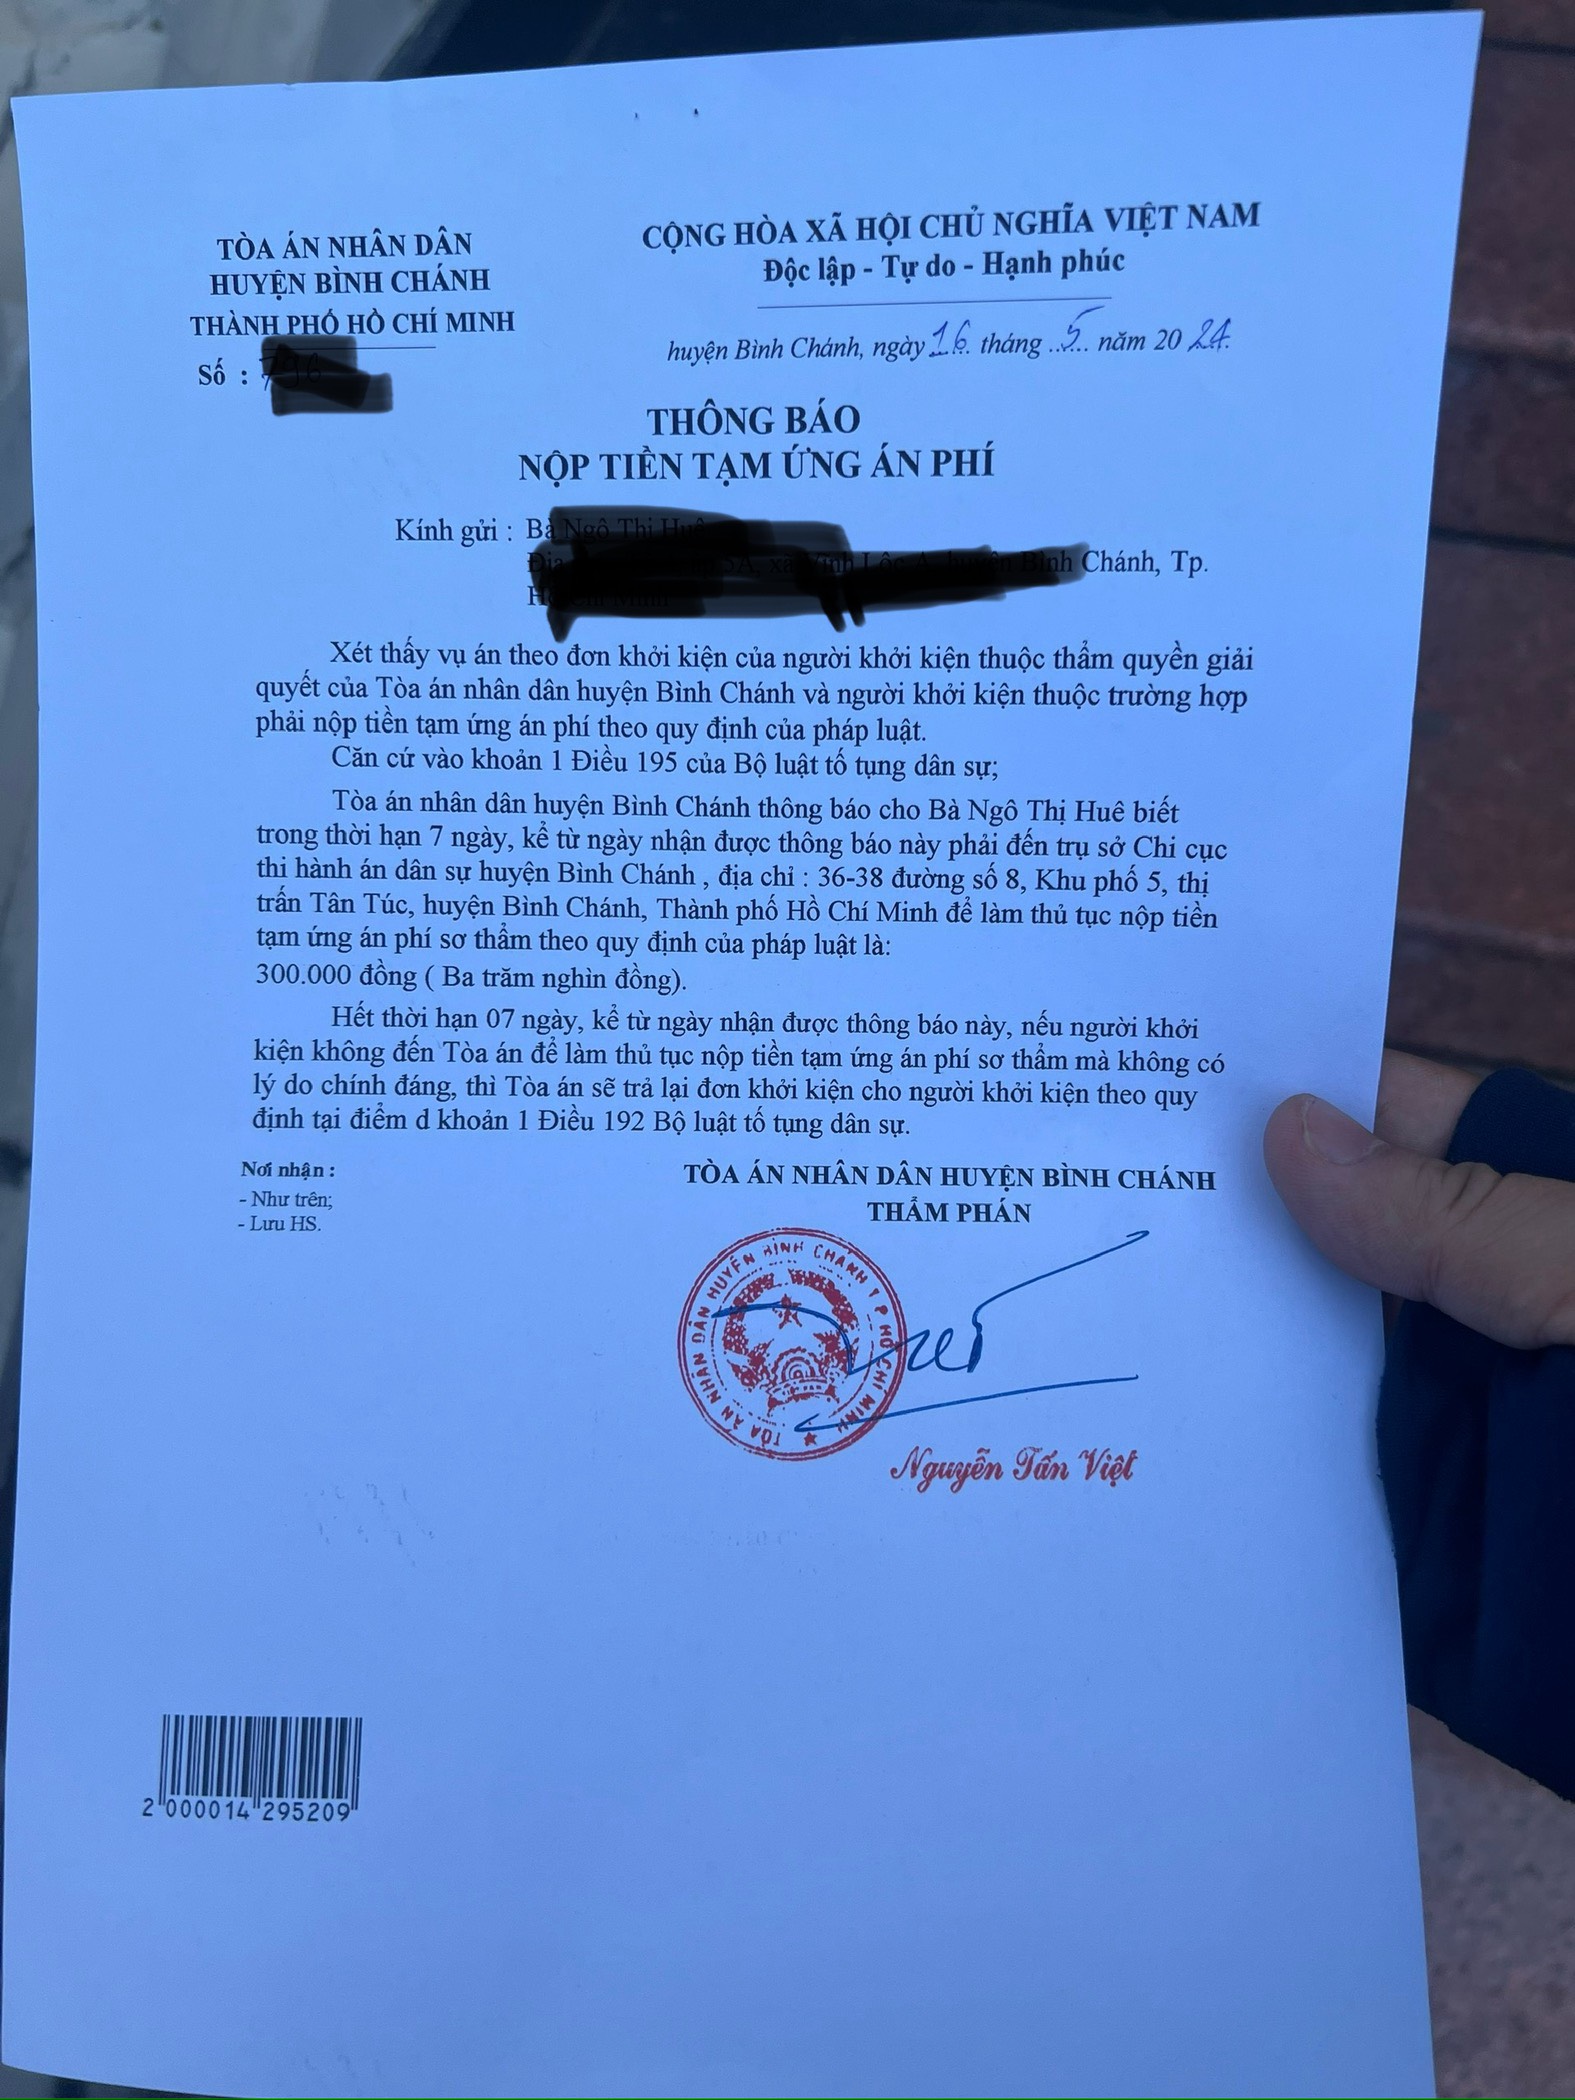 TÒA ÁN NHÂN DÂN
HUYỆN BÌNH CHÁNH
THÀNH PHỐ HỒ CHÍ MINH
Số :
CỘNG HÒA XÃ HỘI CHỦ NGHĨA VIỆT NAM
Độc lập - Tự do - Hạnh phúc
huyện Bình Chánh, ngày 16 tháng 5 năm 2024
THÔNG BÁO
NỘP TIỀN TẠM ỨNG ÁN PHÍ
Kính gửi : Bà
Chánh, Tp.
Xét thấy vụ án theo đơn khởi kiện của người khởi kiện thuộc thẩm quyền giải
quyết của Tòa án nhân dân huyện Bình Chánh và người khởi kiện thuộc trường hợp
phải nộp tiền tạm ứng án phí theo quy định của pháp luật.
Căn cứ vào khoản 1 Điều 195 của Bộ luật tố tụng dân sự;
Tòa án nhân dân huyện Bình Chánh thông báo cho Bà Ngô Thị Huê biết
trong thời hạn 7 ngày, kể từ ngày nhận được thông báo này phải đến trụ sở Chi cục
thi hành án dân sự huyện Bình Chánh , địa chỉ : 36-38 đường số 8, Khu phố 5, thị
trấn Tân Túc, huyện Bình Chánh, Thành phố Hồ Chí Minh để làm thủ tục nộp tiền
tạm ứng án phí sơ thẩm theo quy định của pháp luật là:
300.000 đồng ( Ba trăm nghìn đồng).
Hết thời hạn 07 ngày, kể từ ngày nhận được thông báo này, nếu người khởi
kiện không đến Tòa án để làm thủ tục nộp tiền tạm ứng án phí sơ thẩm mà không có
lý do chính đáng, thì Tòa án sẽ trả lại đơn khởi kiện cho người khởi kiện theo quy
định tại điểm d khoản 1 Điều 192 Bộ luật tố tụng dân sự.
Nơi nhận :
- Như trên;
- Lưu HS.
TÒA ÁN NHÂN DÂN HUYỆN BÌNH CHÁNH
THẨM PHÁN
TÒA ÁN NHÂN DÂN HUYỆN BÌNH CHÁNH T P HỒ CHÍ MINH
Nguyễn Tấn Việt
2 000014 295209